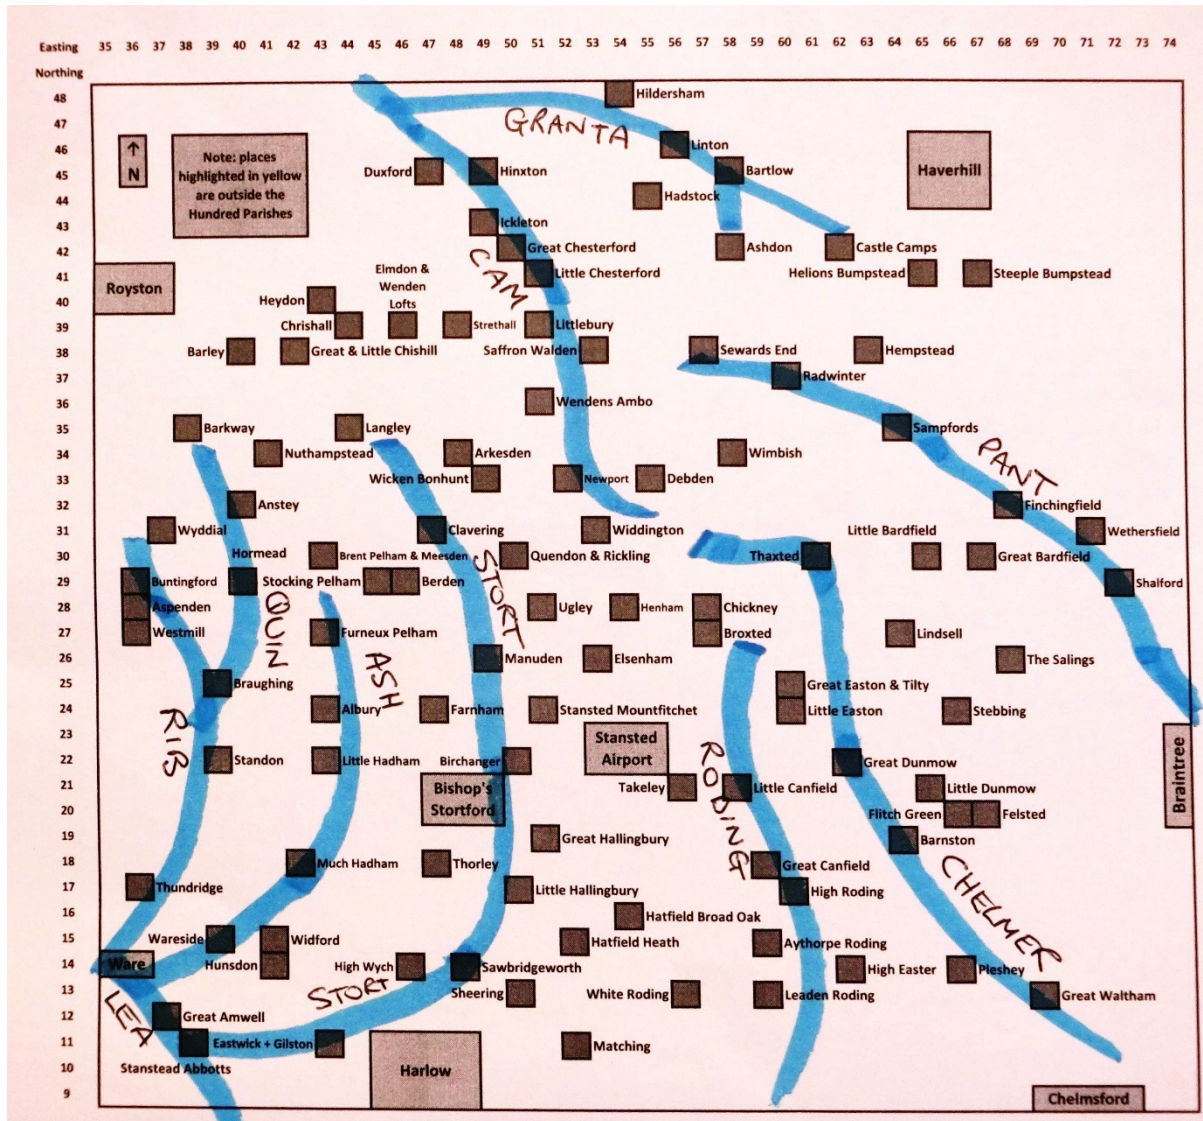 Easting 35 36 37 38 39 40 41 42 43 44 45 46 47 48 49 50 51 52 53 54 55 56 57 58 59 60 61 62 63 64 65 66 67 68 69 70 71 72 73 74
Northing
48 Hildersham
47 GRANTA
46 ↑ Linton
Note: places
highlighted in yellow
are outside the
Hundred Parishes
N
45 Duxford Hinxton Bartlow Haverhill
44 Hadstock
43 Ickleton
42 Great Chesterford Ashdon Castle Camps
CAM
41 Little Chesterford Helions Bumpstead Steeple Bumpstead
Royston
Elmdon &
Wenden
Lofts
40 Heydon
39 Chrishall Strethall Littlebury
38 Barley Great & Little Chishill Saffron Walden Sewards End Hempstead
37 Radwinter
36 Wendens Ambo
35 Barkway Langley Sampfords
34 Nuthampstead Arkesden Wimbish PANT
33 Wicken Bonhunt Newport Debden
32 Anstey Finchingfield
31 Wyddial Clavering Widdington Little Bardfield Wethersfield
30 Hormead Brent Pelham & Meesden STORT Quendon & Rickling Thaxted Great Bardfield
29 Buntingford QUIN Stocking Pelham Berden Shalford
28 Aspenden Ugley Henham Chickney
27 Westmill Furneux Pelham Broxted Lindsell
26 ASH Manuden Elsenham The Salings
25 Braughing Great Easton & Tilty
24 RIB Albury Farnham Stansted Mountfitchet Little Easton Stebbing
23 Stansted
Airport
RODING
22 Standon Little Hadham Birchanger Great Dunmow
21 Bishop's
Stortford
Takeley Little Canfield Little Dunmow Braintree
20 Flitch Green Felsted
19 Great Hallingbury Barnston
18 Much Hadham Thorley Great Canfield CHELMER
17 Thundridge Little Hallingbury High Roding
16 Hatfield Broad Oak
15 Wareside Widford Hatfield Heath Aythorpe Roding
14 Ware Hunsdon High Wych Sawbridgeworth High Easter Pleshey
13 LEA STORT Sheering White Roding Leaden Roding Great Waltham
12 Great Amwell
11 Eastwick + Gilston Matching
10 Stanstead Abbotts Harlow
9 Chelmsford